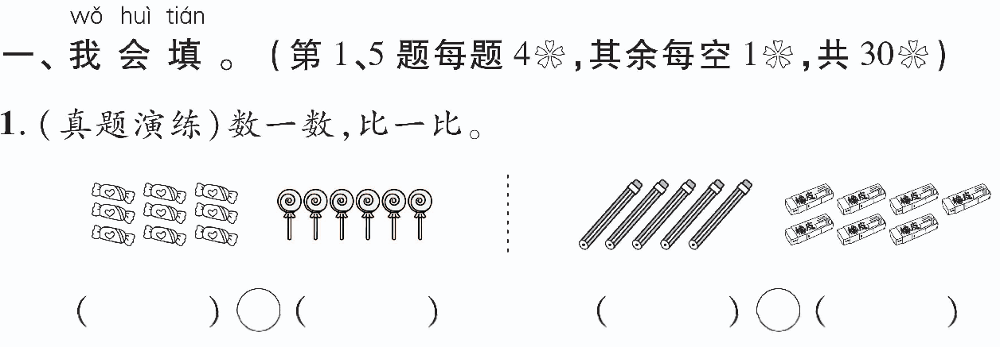 wǒ huì tián
一、我会填。(第1、5题每题4,其余每空1,共30)
1.(真题演练)数一数,比一比。
橡皮 橡皮 橡皮 橡皮
橡皮 橡皮 橡皮
( )○( ) ( )○( )